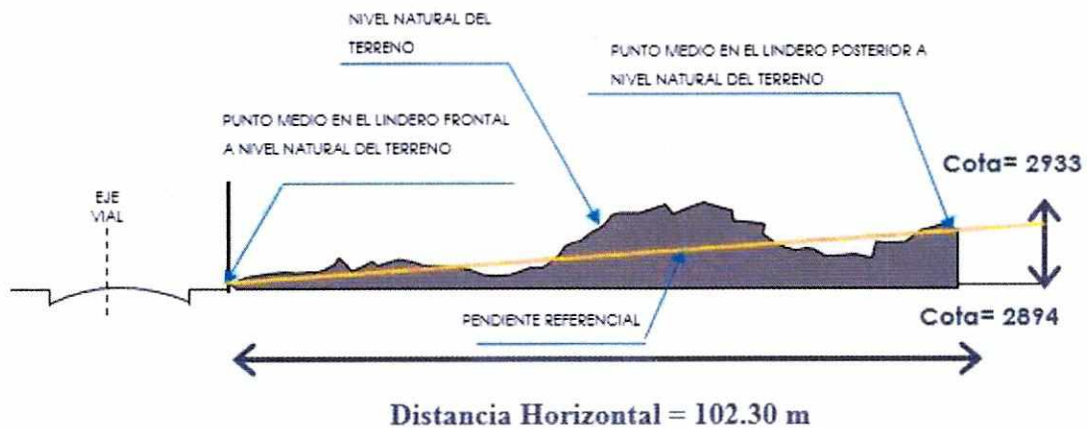 NIVEL NATURAL DEL
TERRENO
PUNTO MEDIO EN EL LINDERO POSTERIOR A
NIVEL NATURAL DEL TERRENO
PUNTO MEDIO EN EL LINDERO FRONTAL
A NIVEL NATURAL DEL TERRENO
Cota= 2933
EJE
VIAL
PENDIENTE REFERENCIAL
Cota= 2894
Distancia Horizontal = 102.30 m